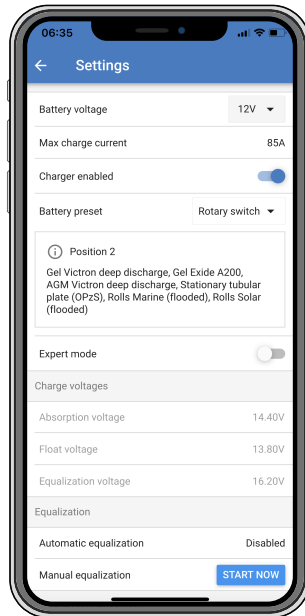 06:35
Settings
Battery voltage 12V
Max charge current 85A
Charger enabled
Battery preset Rotary switch
Position 2
Gel Victron deep discharge, Gel Exide A200,
AGM Victron deep discharge, Stationary tubular
plate (OPzS), Rolls Marine (flooded), Rolls Solar
(flooded)
Expert mode
Charge voltages
Absorption voltage 14.40V
Float voltage 13.80V
Equalization voltage 16.20V
Equalization
Automatic equalization Disabled
Manual equalization START NOW